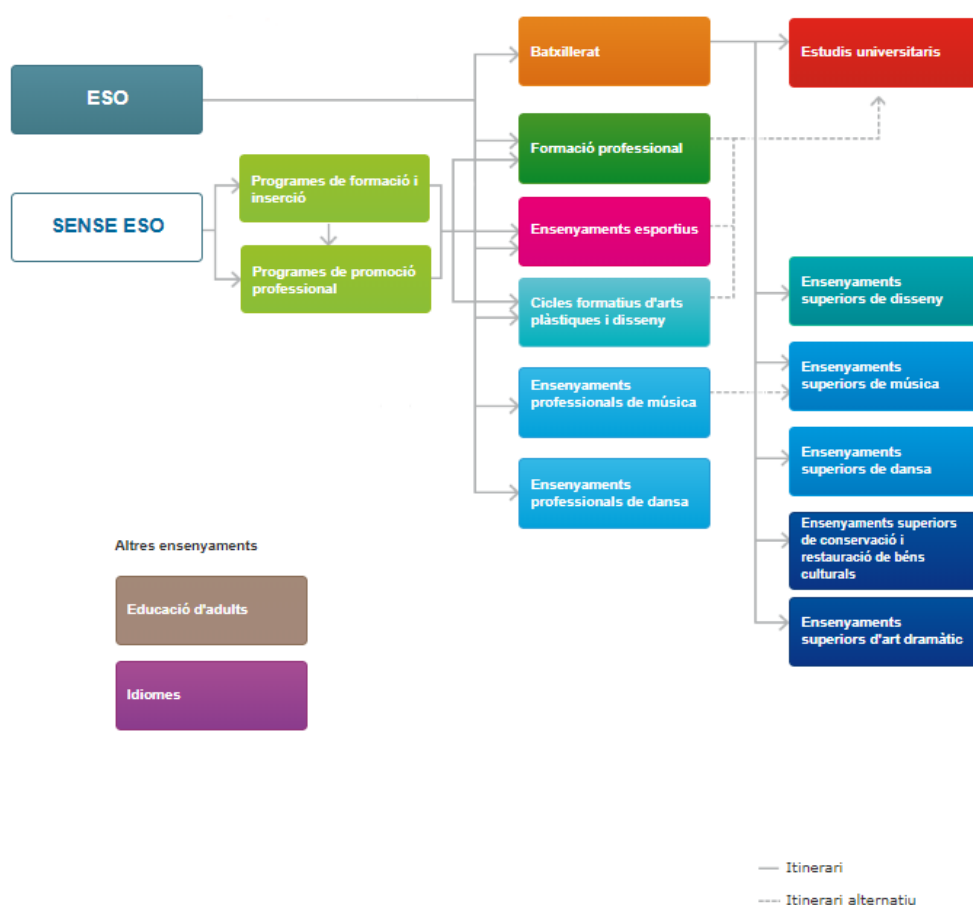 ESO
SENSE ESO
Programes de formació i
inserció
Programes de promoció
professional
Batxillerat
Formació professional
Ensenyaments esportius
Cicles formatius d'arts
plàstiques i disseny
Ensenyaments
professionals de música
Ensenyaments
professionals de dansa
Estudis universitaris
Ensenyaments
superiors de disseny
Ensenyaments
superiors de música
Ensenyaments
superiors de dansa
Ensenyaments superiors
de conservació i
restauració de béns
culturals
Ensenyaments
superiors d'art dramàtic
Altres ensenyaments
Educació d'adults
Idiomes
Itinerari
Itinerari alternatiu